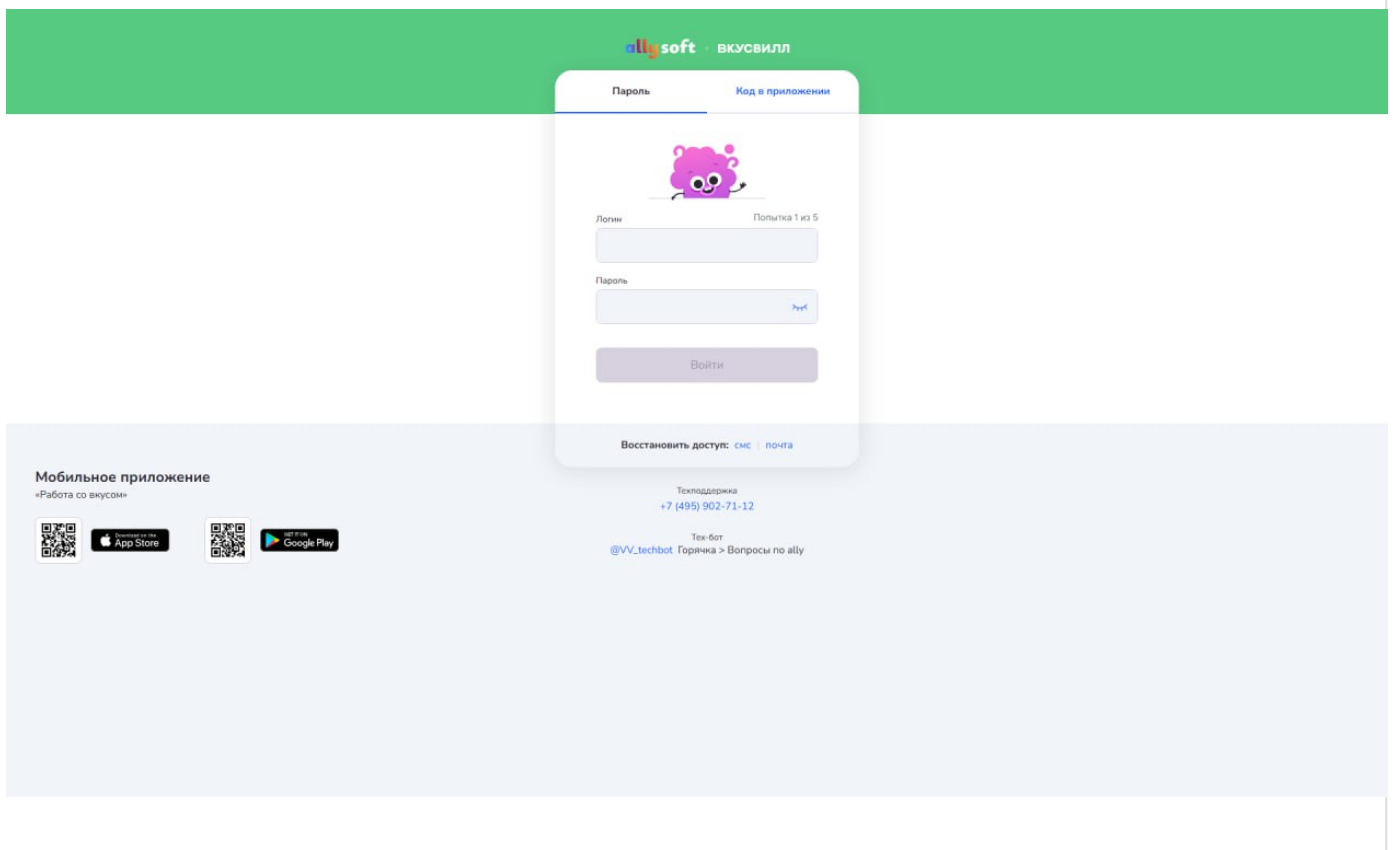 allysoft · ВКУСВИЛЛ
Пароль
Код в приложении
Логин
Попытка 1 из 5
Пароль
Войти
Восстановить доступ: смс | почта
Мобильное приложение
«Работа со вкусом»
Download on the
App Store
GET IT ON
Google Play
Техподдержка
+7 (495) 902-71-12
Тех-бот
@VV_techbot Горячка > Вопросы по ally